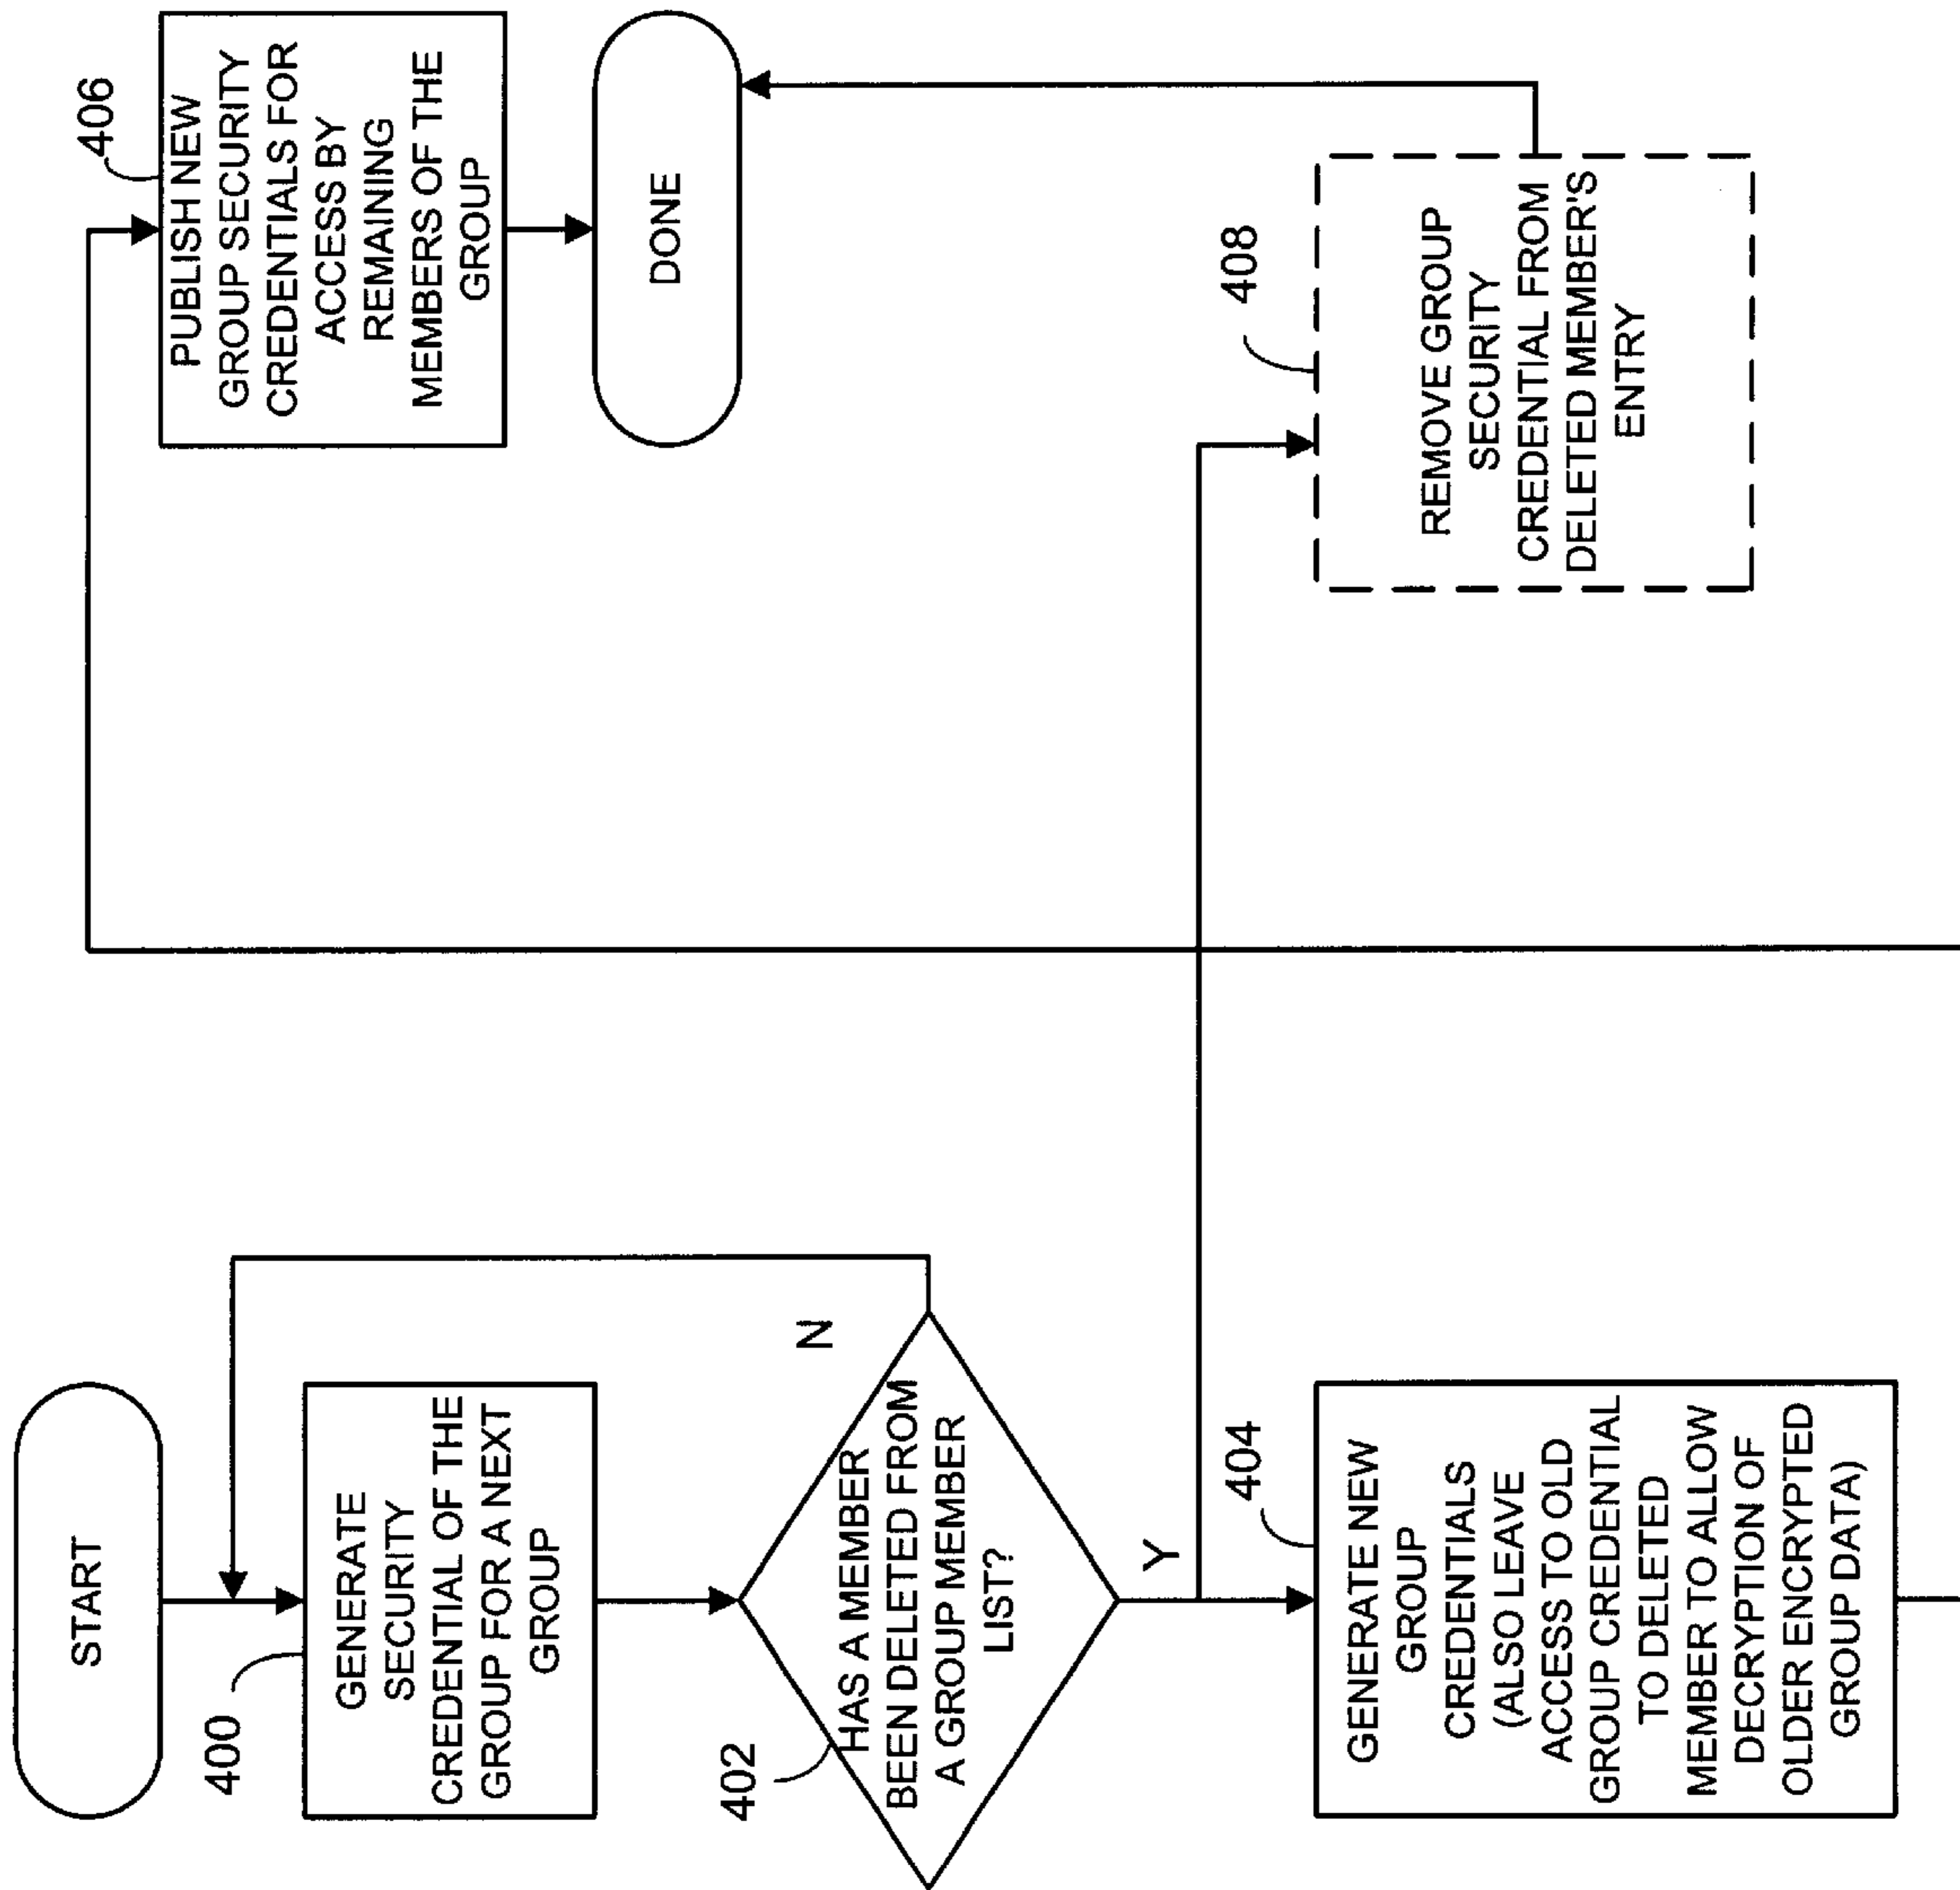 START
400
GENERATE
SECURITY
CREDENTIAL OF THE
GROUP FOR A NEXT
GROUP
402
HAS A MEMBER
BEEN DELETED FROM
A GROUP MEMBER
LIST?
N
Y
404
GENERATE NEW
GROUP
CREDENTIALS
(ALSO LEAVE
ACCESS TO OLD
GROUP CREDENTIAL
TO DELETED
MEMBER TO ALLOW
DECRYPTION OF
OLDER ENCRYPTED
GROUP DATA)
406
PUBLISH NEW
GROUP SECURITY
CREDENTIALS FOR
ACCESS BY
REMAINING
MEMBERS OF THE
GROUP
DONE
408
REMOVE GROUP
SECURITY
CREDENTIAL FROM
DELETED MEMBER'S
ENTRY